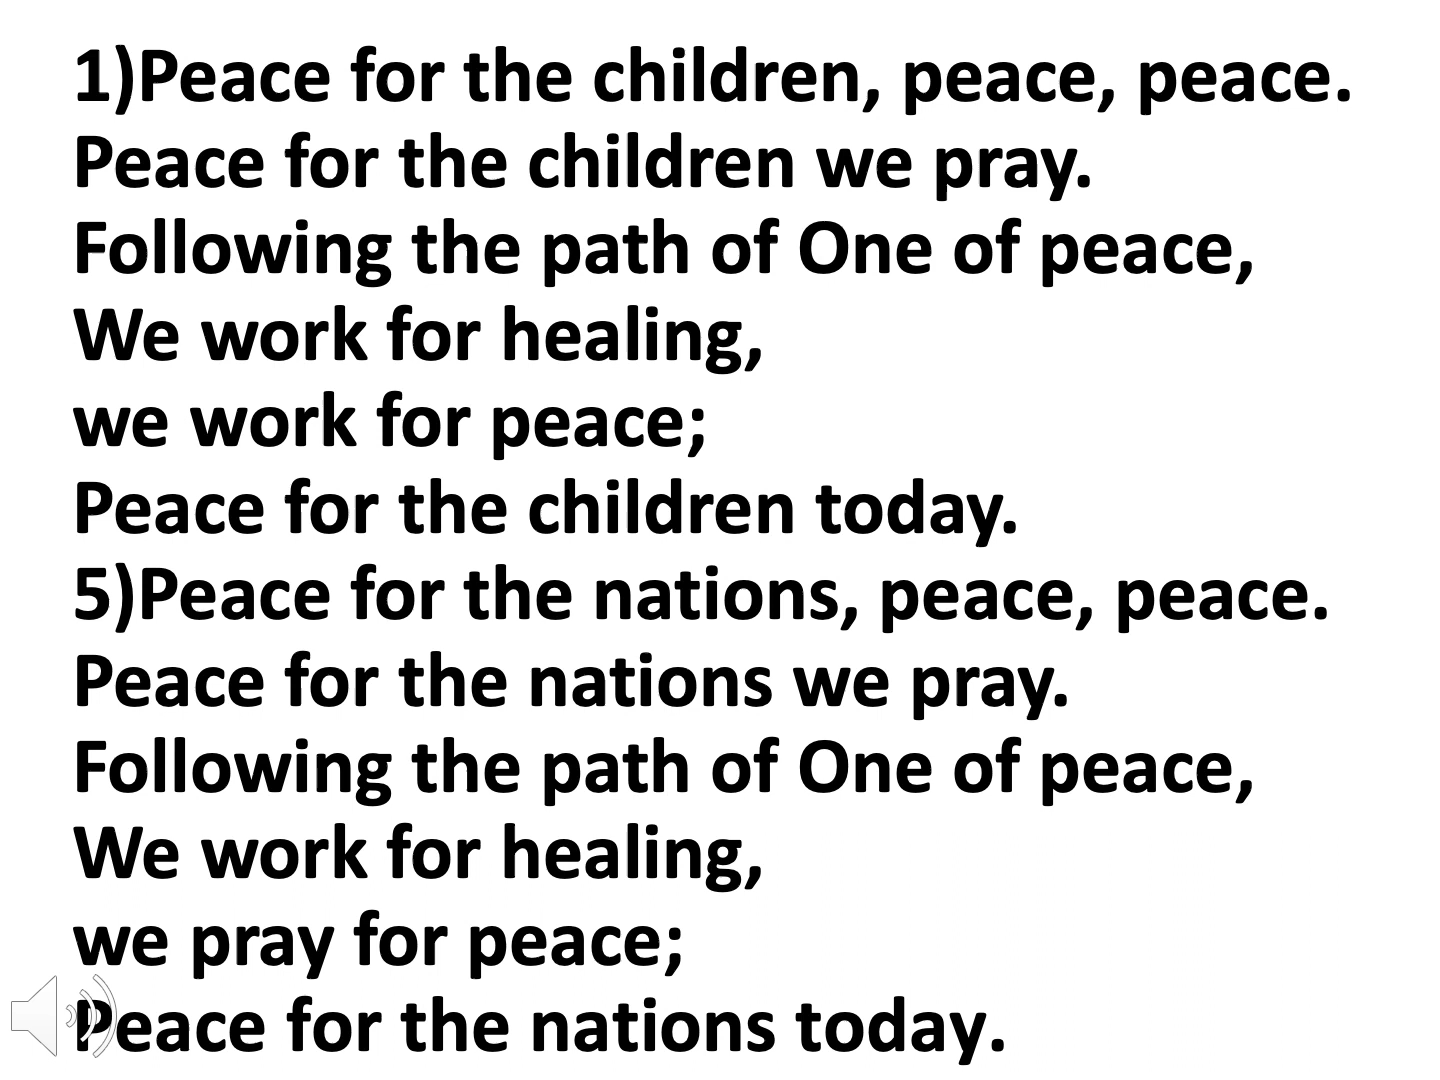 1)Peace for the children, peace, peace.
Peace for the children we pray.
Following the path of One of peace,
We work for healing,
we work for peace;
Peace for the children today.
5)Peace for the nations, peace, peace.
Peace for the nations we pray.
Following the path of One of peace,
We work for healing,
we pray for peace;
Peace for the nations today.